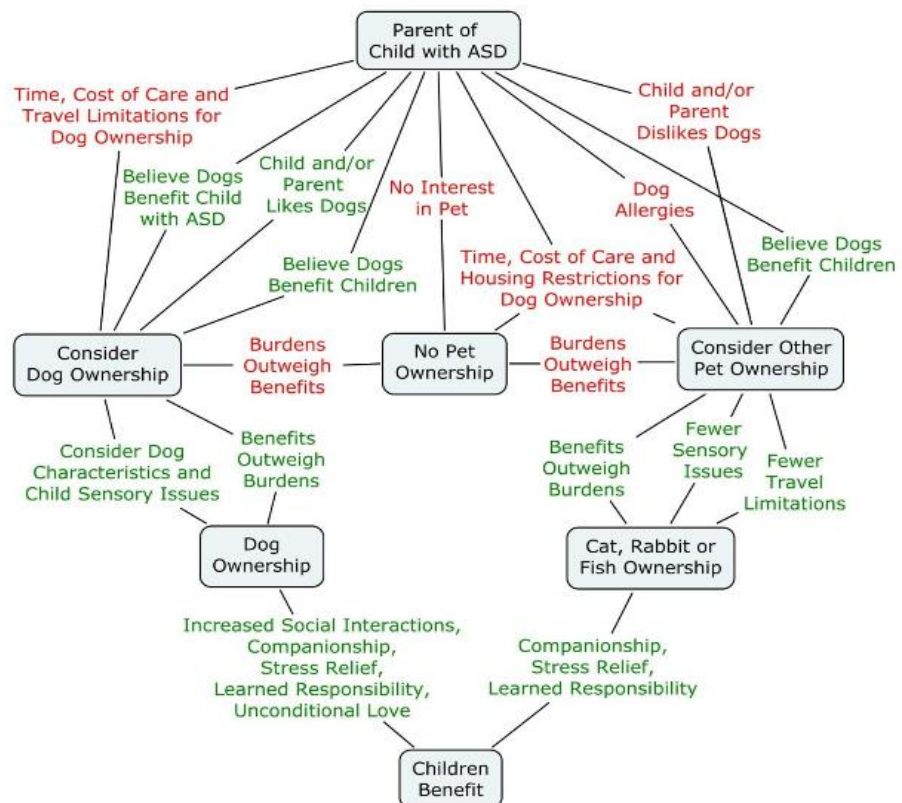 Parent of
Child with ASD
Time, Cost of Care and
Travel Limitations for
Dog Ownership
Believe Dogs
Benefit Child
with ASD
Child and/or
Parent
Likes Dogs
Believe Dogs
Benefit Children
No Interest
in Pet
Time, Cost of Care and
Housing Restrictions for
Dog Ownership
Dog
Allergies
Child and/or
Parent
Dislikes Dogs
Believe Dogs
Benefit Children
Consider
Dog Ownership
Burdens
Outweigh
Benefits
No Pet
Ownership
Burdens
Outweigh
Benefits
Consider Other
Pet Ownership
Consider Dog
Characteristics and
Child Sensory Issues
Benefits
Outweigh
Burdens
Benefits
Outweigh
Burdens
Fewer
Sensory
Issues
Fewer
Travel
Limitations
Dog
Ownership
Cat, Rabbit or
Fish Ownership
Increased Social Interactions,
Companionship,
Stress Relief,
Learned Responsibility,
Unconditional Love
Companionship,
Stress Relief,
Learned Responsibility
Children
Benefit